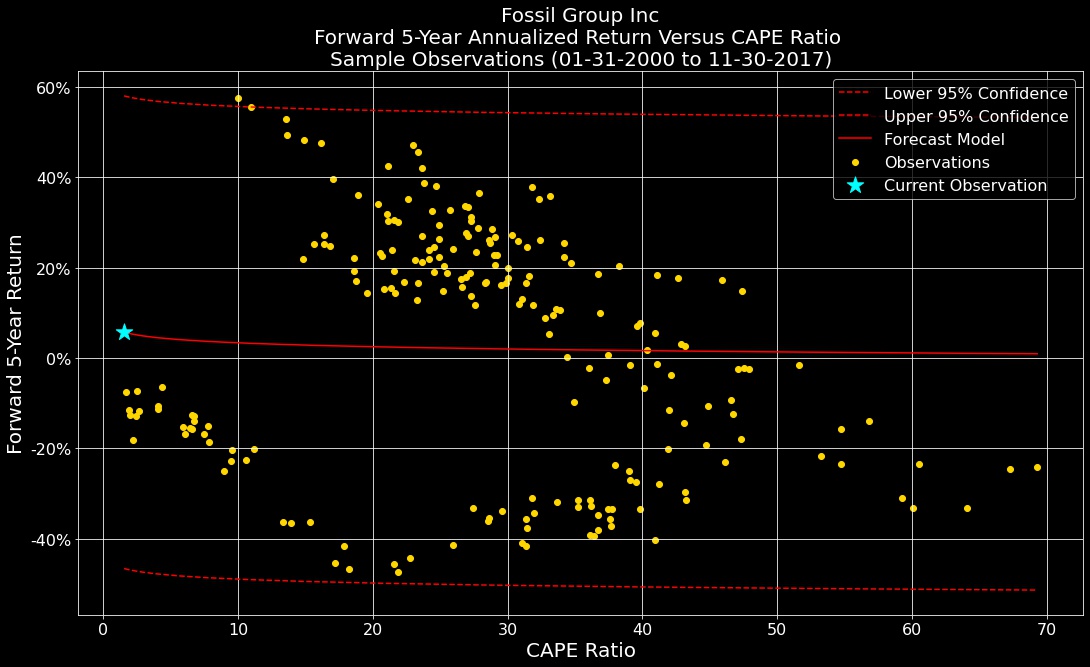 Fossil Group Inc
Forward 5-Year Annualized Return Versus CAPE Ratio
Sample Observations (01-31-2000 to 11-30-2017)
Lower 95% Confidence
Upper 95% Confidence
Forecast Model
Observations
Current Observation
Forward 5-Year Return
60%
40%
20%
0%
-20%
-40%
0 10 20 30 40 50 60 70
CAPE Ratio